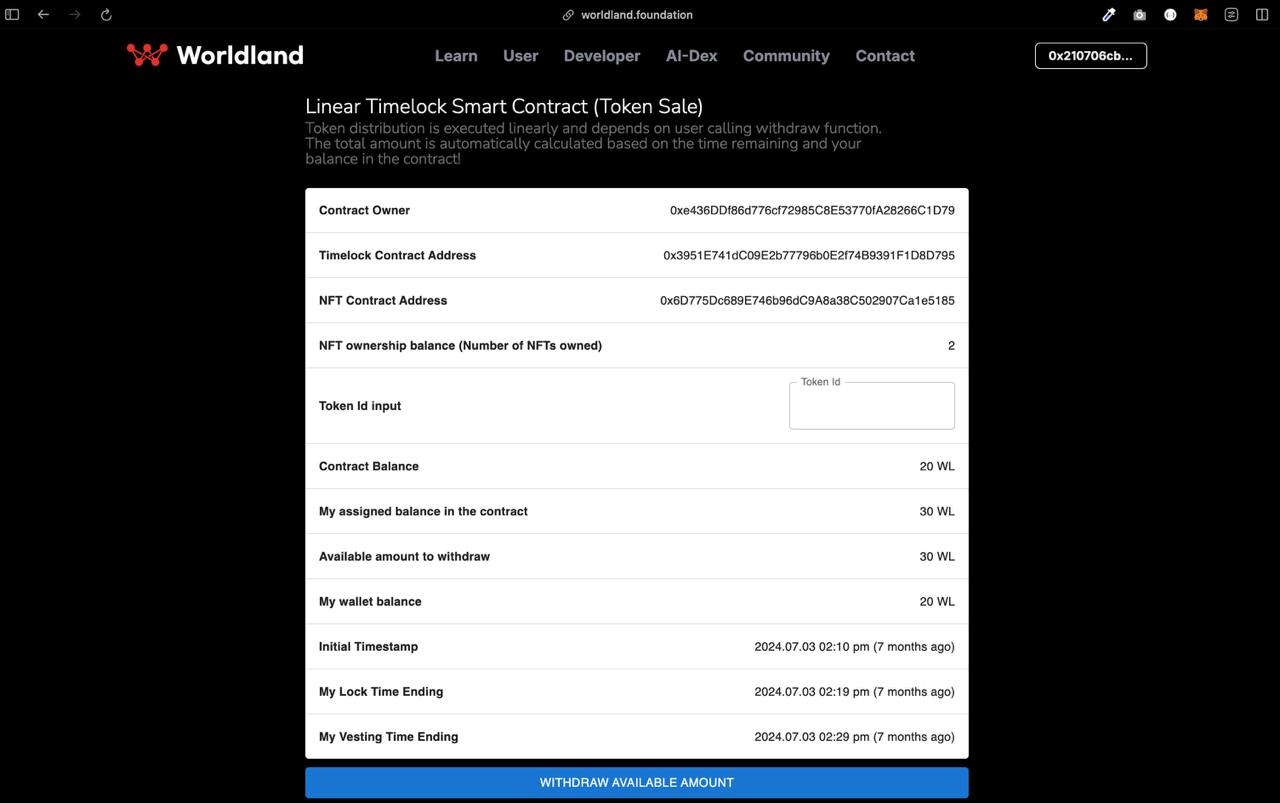 worldland.foundation
Worldland
Learn User Developer AI-Dex Community Contact
0x210706cb...
Linear Timelock Smart Contract (Token Sale)
Token distribution is executed linearly and depends on user calling withdraw function.
The total amount is automatically calculated based on the time remaining and your
balance in the contract!
Contract Owner 0xe436DDf86d776cf72985C8E53770fA28266C1D79
Timelock Contract Address 0x3951E741dC09E2b77796b0E2f74B9391F1D8D795
NFT Contract Address 0x6D775Dc689E746b96dC9A8a38C502907Ca1e5185
NFT ownership balance (Number of NFTs owned) 2
Token Id
Token Id input
Contract Balance 20 WL
My assigned balance in the contract 30 WL
Available amount to withdraw 30 WL
My wallet balance 20 WL
Initial Timestamp 2024.07.03 02:10 pm (7 months ago)
My Lock Time Ending 2024.07.03 02:19 pm (7 months ago)
My Vesting Time Ending 2024.07.03 02:29 pm (7 months ago)
WITHDRAW AVAILABLE AMOUNT